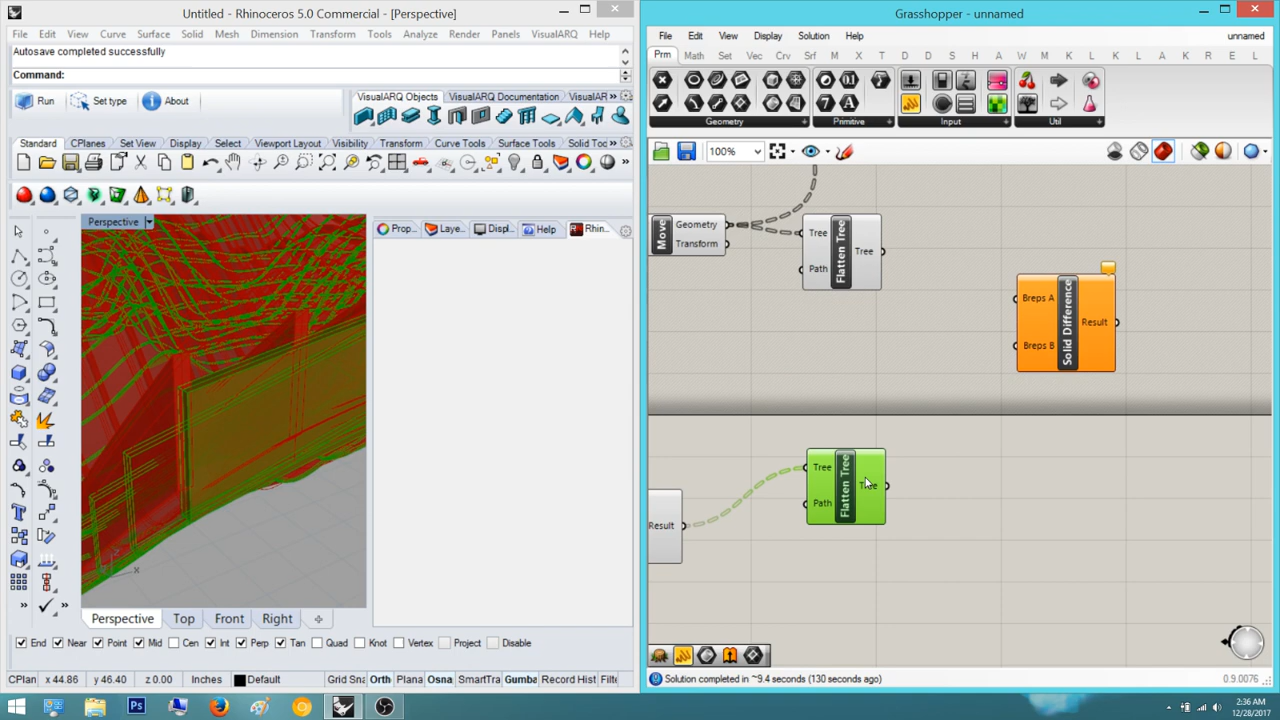 Untitled - Rhinoceros 5.0 Commercial - [Perspective]
File Edit View Curve Surface Solid Mesh Dimension Transform Tools Analyze Render Panels VisualARQ Help
Autosave completed successfully
Command:
Run Set type About
VisualARQ Objects VisualARQ Documentation VisualAR »
Standard CPlanes Set View Display Select Viewport Layout Visibility Transform Curve Tools Surface Tools Solid Too »
Perspective
Prop... Laye... Displ... Help Rhin...
Perspective Top Front Right
End Near Point Mid Cen Int Perp Tan Quad Knot Vertex Project Disable
CPlan x 44.86 y 46.40 z 0.00 Inches Default Grid Sna Orth Plana Osna SmartTra Gumba Record Hist Filte
Grasshopper - unnamed
File Edit View Display Solution Help unnamed
Prm Math Set Vec Crv Srf M I X T D D S H V A W M K L K R E L
Geometry Primitive Input Util
100%
Move Geometry Transform
Tree Path Flatten Tree Tree
Breps A Breps B Solid Difference Result
Result
Tree Path Flatten Tree Tree
Solution completed in ~9.4 seconds (130 seconds ago) 0.9.0076
Ps
2:36 AM
12/28/2017